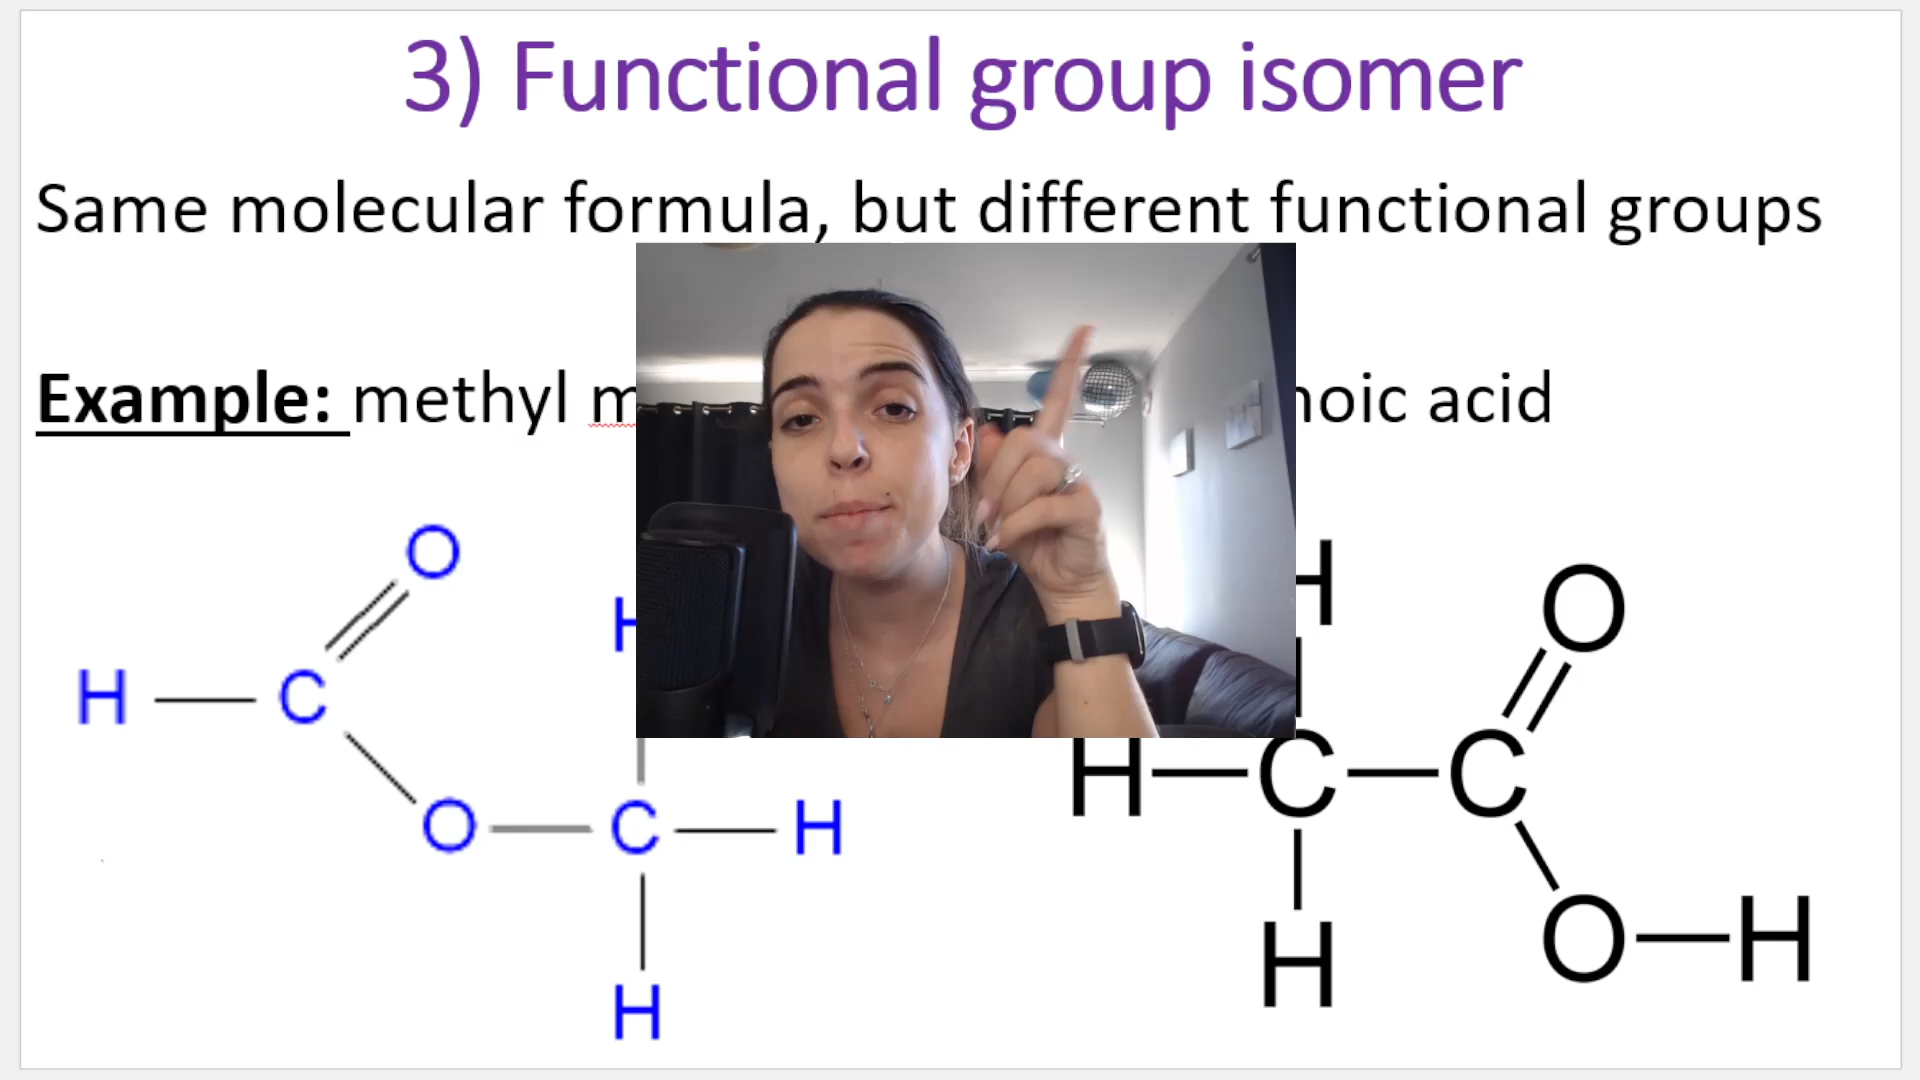 3) Functional group isomer
Same molecular formula, but different functional groups
Example: methyl m
noic acid
O
H
H
H
O
H
C
H
C
C
O
C
H
H
O
H
H